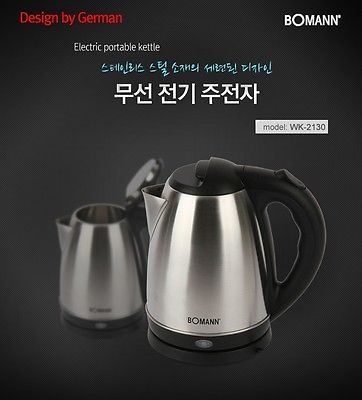 Design by German
BOMANN®
Electric portable kettle
스테인리스 스틸 소재의 세련된 디자인
무선 전기 주전자
model: WK-2130
BOMANN
BOMANN